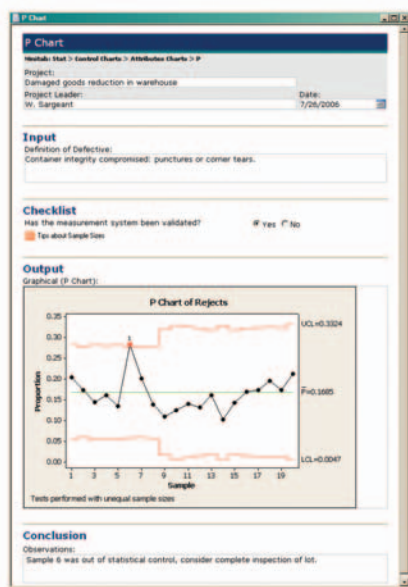 P Chart
P Chart
Minitab: Stat > Control Charts > Attributes Charts > P
Project:
Damaged goods reduction in warehouse
Project Leader:
Date:
W. Sargeant
7/26/2006
Input
Definition of Defective:
Container integrity compromised: punctures or corner tears.
Checklist
Has the measurement system been validated?
Yes
No
Tips about Sample Sizes
Output
Graphical (P Chart):
P Chart of Rejects
0.35
0.30
0.25
0.20
0.15
0.10
0.05
0.00
Proportion
1
UCL=0.3324
P̅=0.1685
LCL=0.0047
1 3 5 7 9 11 13 15 17 19
Sample
Tests performed with unequal sample sizes
Conclusion
Observations:
Sample 6 was out of statistical control, consider complete inspection of lot.